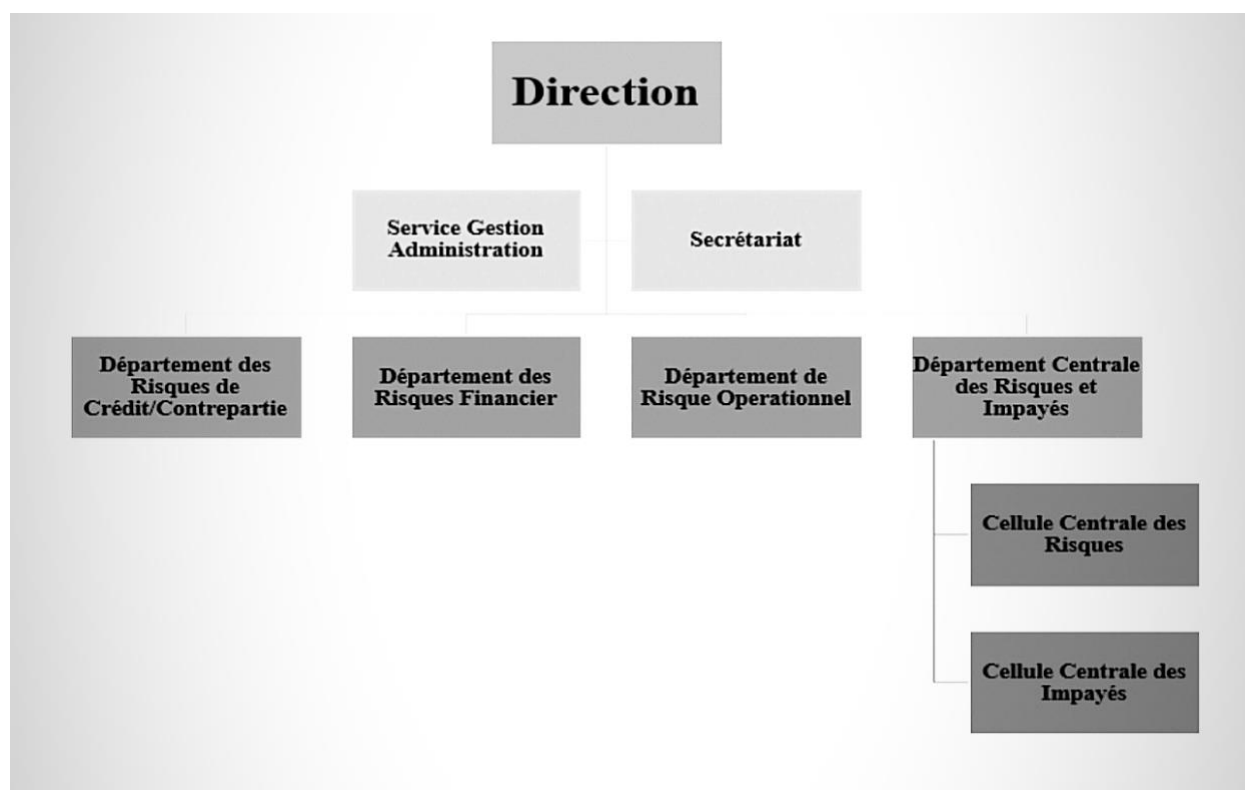 Direction
Service Gestion
Administration
Secrétariat
Département des
Risques de
Crédit/Contrepartie
Département des
Risques Financier
Département de
Risque Operationnel
Département Centrale
des Risques et
Impayés
Cellule Centrale des
Risques
Cellule Centrale des
Impayés